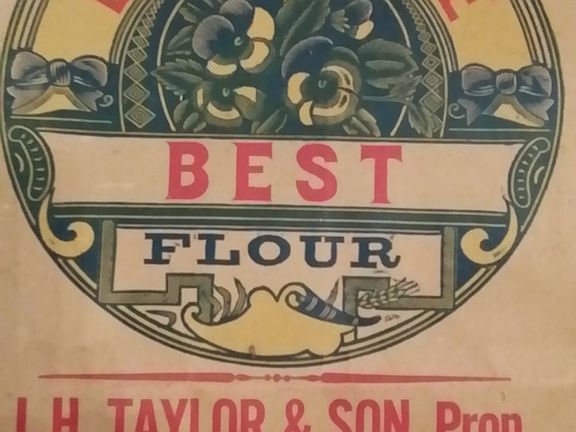 BEST
FLOUR
H. TAYLOR & SON, Prop